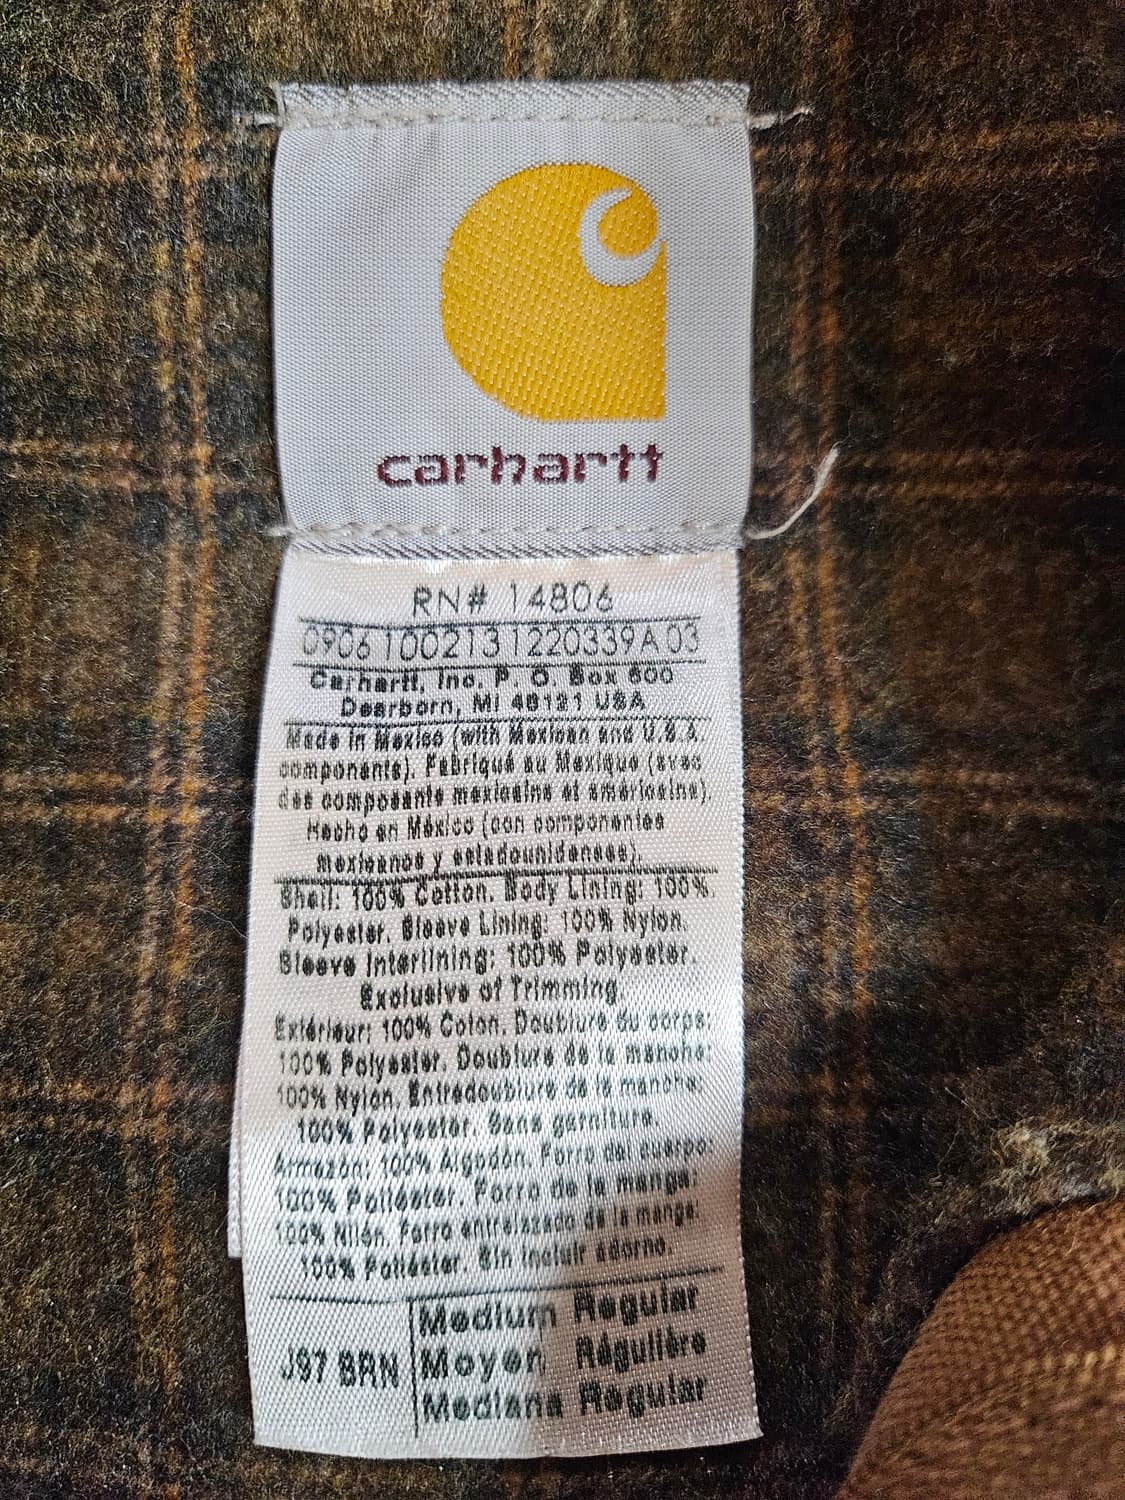 carhartt
RN# 14806
0906100213 1220339A 03
Carhartt, Inc. P. O. Box 600
Dearborn, MI 48121 USA
Made in Mexico (with Mexican and U.S.A.
components). Fabriqué au Mexique (avec
des composants mexicains et américains).
Hecho en México (con componentes
mexicanos y estadounidenses).
Shell: 100% Cotton. Body Lining: 100%
Polyester. Sleeve Lining: 100% Nylon.
Sleeve Interlining: 100% Polyester.
Exclusive of Trimming.
Extérieur: 100% Coton. Doublure du corps:
100% Polyester. Doublure de la manche:
100% Nylon. Entredoublure de la manche:
100% Polyester. Sans garniture.
Armazon: 100% Algodón. Forro del cuerpo:
100% Poliéster. Forro de la manga:
100% Nilón. Forro entrelazado de la manga:
100% Poliéster. Sin incluir adorno.
J97 BRN
Medium Regular
Moyen Régulière
Mediana Regular